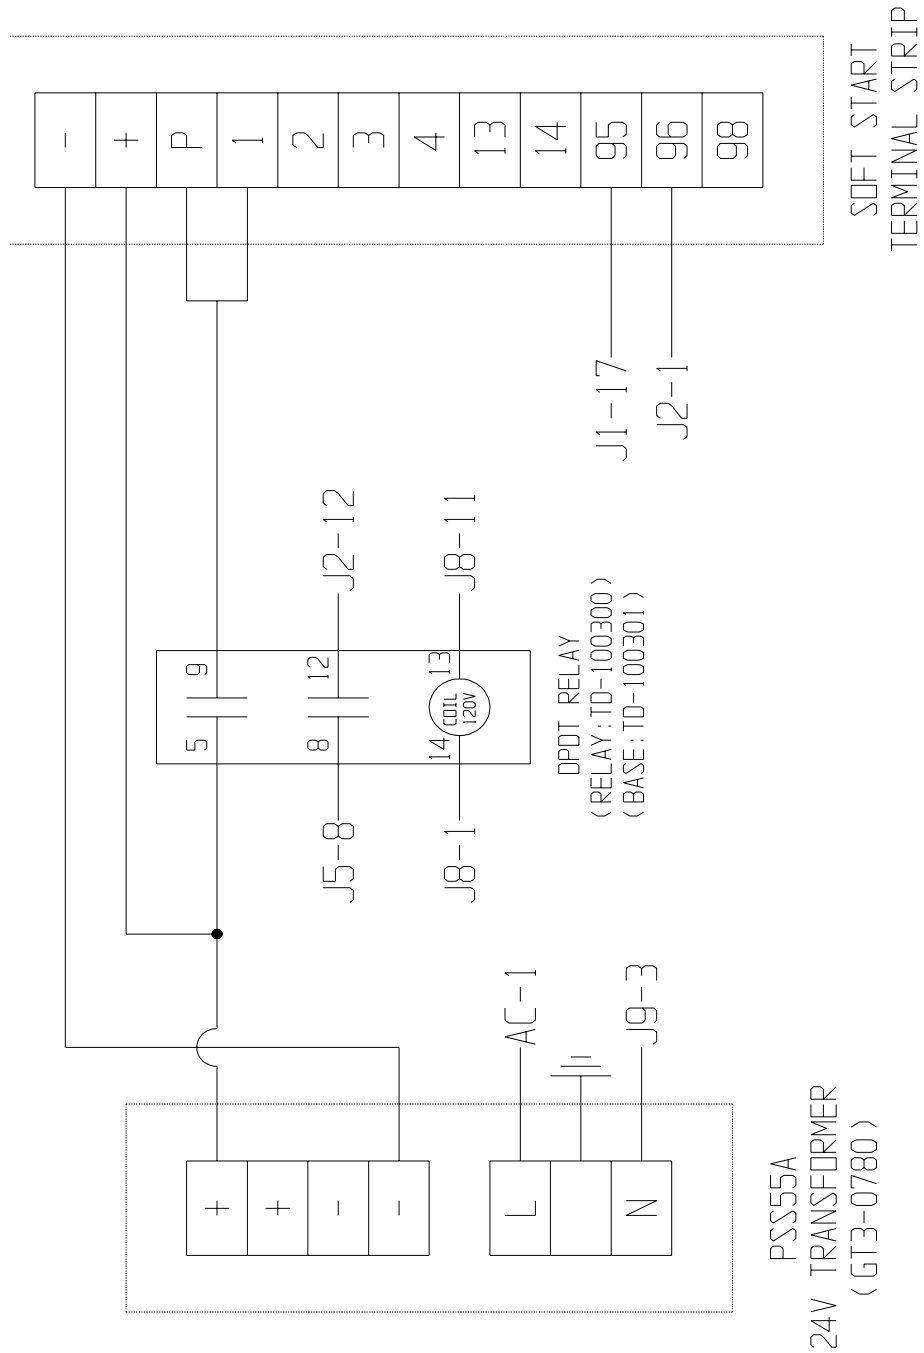 -
+
P
1
2
3
4
13
14
95
96
98
SOFT START
TERMINAL STRIP
J1-17
J2-1
5
9
J5-8
8
12
J2-12
J8-1
14
COIL
120V
13
J8-11
DPDT RELAY
(RELAY:TD-100300)
(BASE:TD-100301)
+
+
-
-
L
N
AC-1
J9-3
PSS55A
24V TRANSFORMER
(GT3-0780)